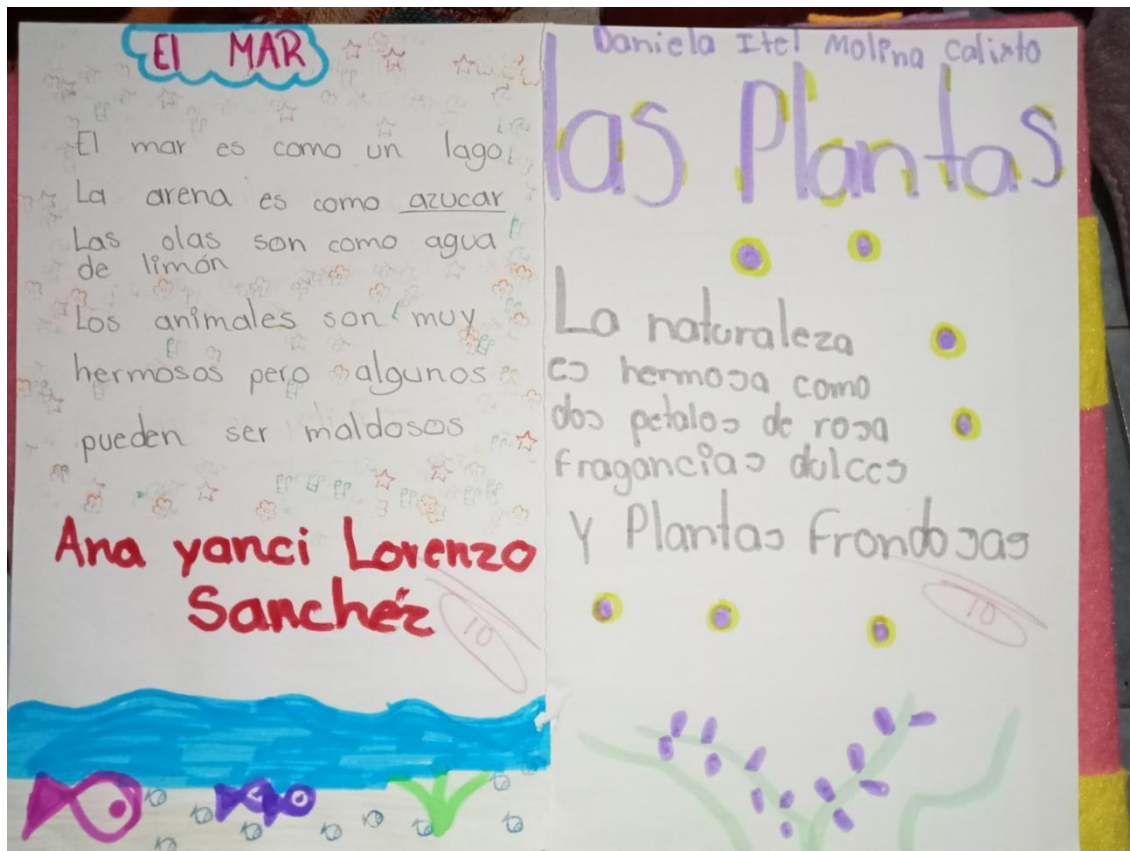 El MAR
El mar es como un lago
La arena es como azucar
Las olas son como agua
de limón
Los animales son muy
hermosos pero algunos
pueden ser maldosos
Ana yanci Lorenzo
Sanchéz
10
Daniela Itel Molina Calixto
las Plantas
La naturaleza
es hermosa como
dos petalos de rosa
Fragancias dulces
Y Plantas Frondosas
10